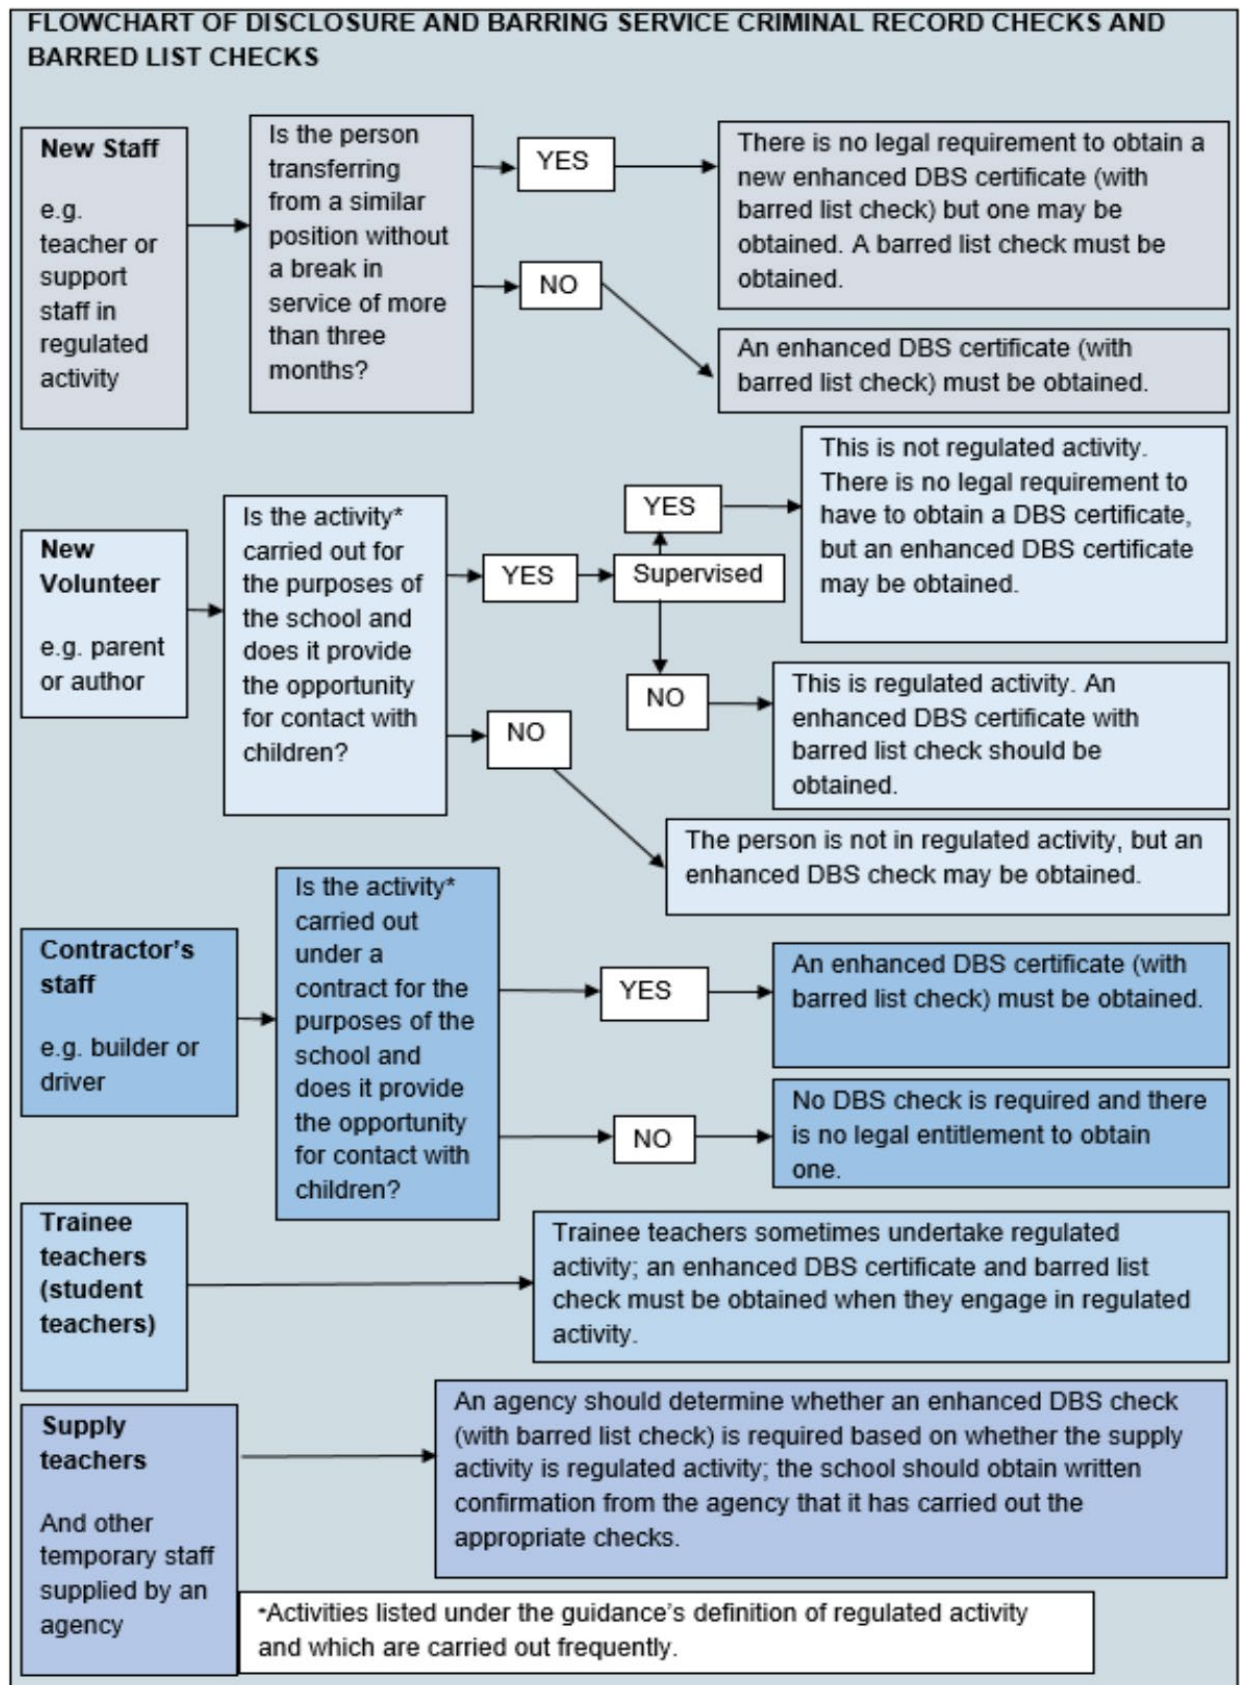 FLOWCHART OF DISCLOSURE AND BARRING SERVICE CRIMINAL RECORD CHECKS AND
BARRED LIST CHECKS
New Staff
e.g.
teacher or
support
staff in
regulated
activity
Is the person
transferring
from a similar
position without
a break in
service of more
than three
months?
YES
NO
There is no legal requirement to obtain a
new enhanced DBS certificate (with
barred list check) but one may be
obtained. A barred list check must be
obtained.
An enhanced DBS certificate (with
barred list check) must be obtained.
New
Volunteer
e.g. parent
or author
Is the activity*
carried out for
the purposes of
the school and
does it provide
the opportunity
for contact with
children?
YES
Supervised
YES
This is not regulated activity.
There is no legal requirement to
have to obtain a DBS certificate,
but an enhanced DBS certificate
may be obtained.
NO
This is regulated activity. An
enhanced DBS certificate with
barred list check should be
obtained.
NO
The person is not in regulated activity, but an
enhanced DBS check may be obtained.
Contractor's
staff
e.g. builder or
driver
Is the activity*
carried out
under a
contract for the
purposes of the
school and
does it provide
the opportunity
for contact with
children?
YES
An enhanced DBS certificate (with
barred list check) must be obtained.
NO
No DBS check is required and there
is no legal entitlement to obtain
one.
Trainee
teachers
(student
teachers)
Trainee teachers sometimes undertake regulated
activity; an enhanced DBS certificate and barred list
check must be obtained when they engage in regulated
activity.
Supply
teachers
And other
temporary staff
supplied by an
agency
An agency should determine whether an enhanced DBS check
(with barred list check) is required based on whether the supply
activity is regulated activity; the school should obtain written
confirmation from the agency that it has carried out the
appropriate checks.
*Activities listed under the guidance's definition of regulated activity
and which are carried out frequently.